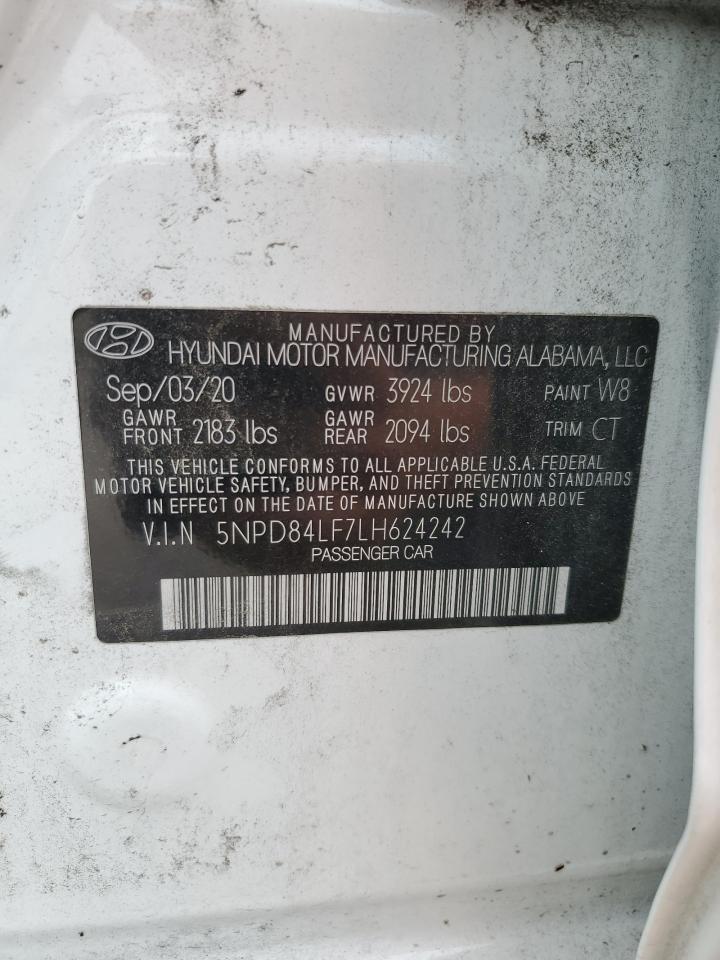 MANUFACTURED BY
HYUNDAI MOTOR MANUFACTURING ALABAMA, LLC
Sep/03/20 GVWR 3924 lbs PAINT W8
GAWR FRONT 2183 lbs GAWR REAR 2094 lbs TRIM CT
THIS VEHICLE CONFORMS TO ALL APPLICABLE U.S.A. FEDERAL
MOTOR VEHICLE SAFETY, BUMPER, AND THEFT PREVENTION STANDARDS
IN EFFECT ON THE DATE OF MANUFACTURE SHOWN ABOVE
V.I.N 5NPD84LF7LH624242
PASSENGER CAR